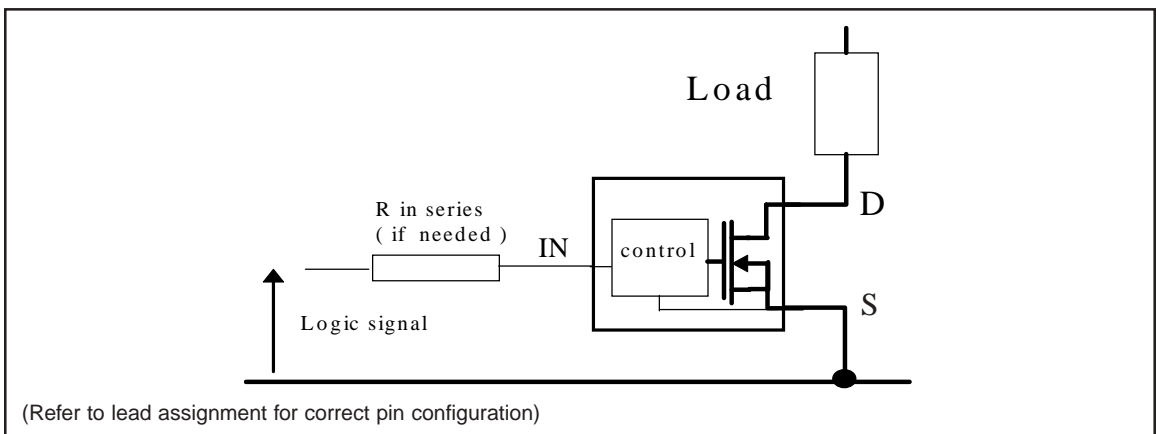 Load
D
R in series
( if needed )
IN
control
S
Logic signal
(Refer to lead assignment for correct pin configuration)